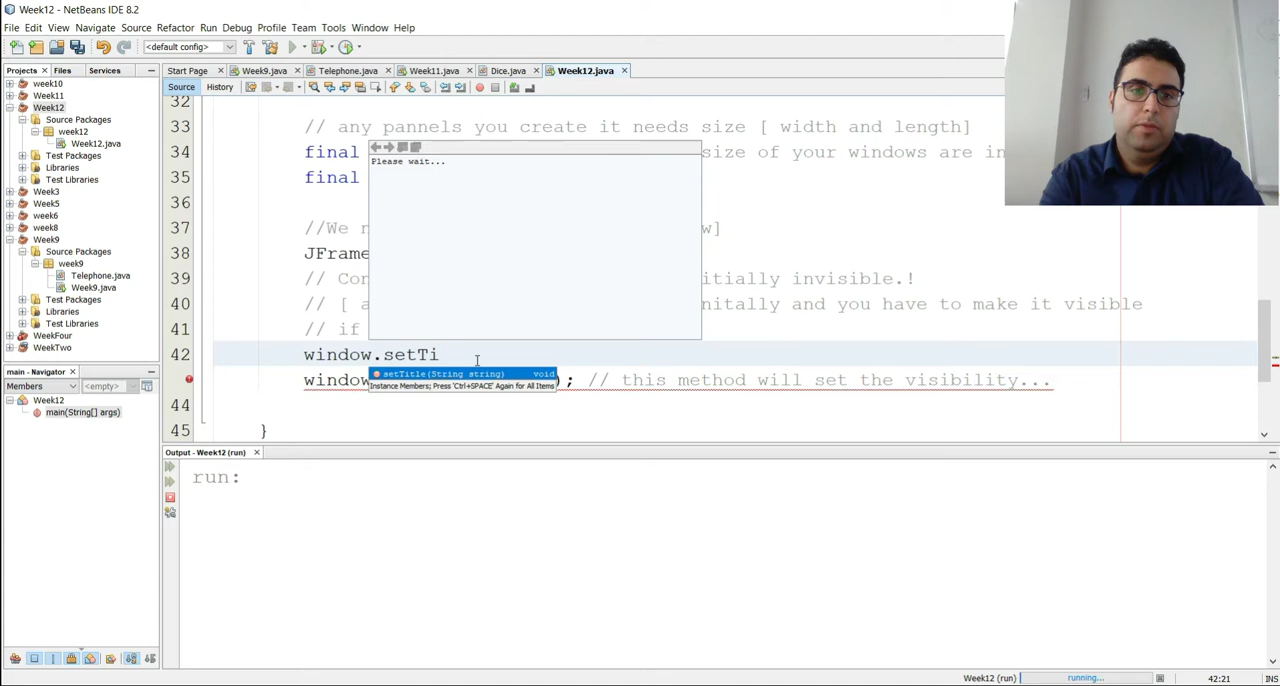 Week12 - NetBeans IDE 8.2
File Edit View Navigate Source Refactor Run Debug Profile Team Tools Window Help
<default config>
Projects Files Services
Start Page Week9.java Telephone.java Week11.java Dice.java Week12.java
Source History
week10
Week11
Week12
Source Packages
week12
Week12.java
Test Packages
Libraries
Test Libraries
Week3
Week5
week6
week8
Week9
Source Packages
week9
Telephone.java
Week9.java
Test Packages
Libraries
Test Libraries
WeekFour
WeekTwo
main - Navigator
Members <empty>
Week12
main(String[] args)
32
33 // any pannels you create it needs size [ width and length]
34 final size of your windows are in
35 final
36
37 //We n w]
38 JFrame
39 // Con itially invisible.!
40 // [ a initally and you have to make it visible
41 // if
42 window.setTi
window ); // this method will set the visibility...
44
45 }
Please wait...
setTitle(String string) void
Instance Members; Press 'Ctrl+SPACE' Again for All Items
Output - Week12 (run)
run:
Week12 (run) running... 42:21 INS